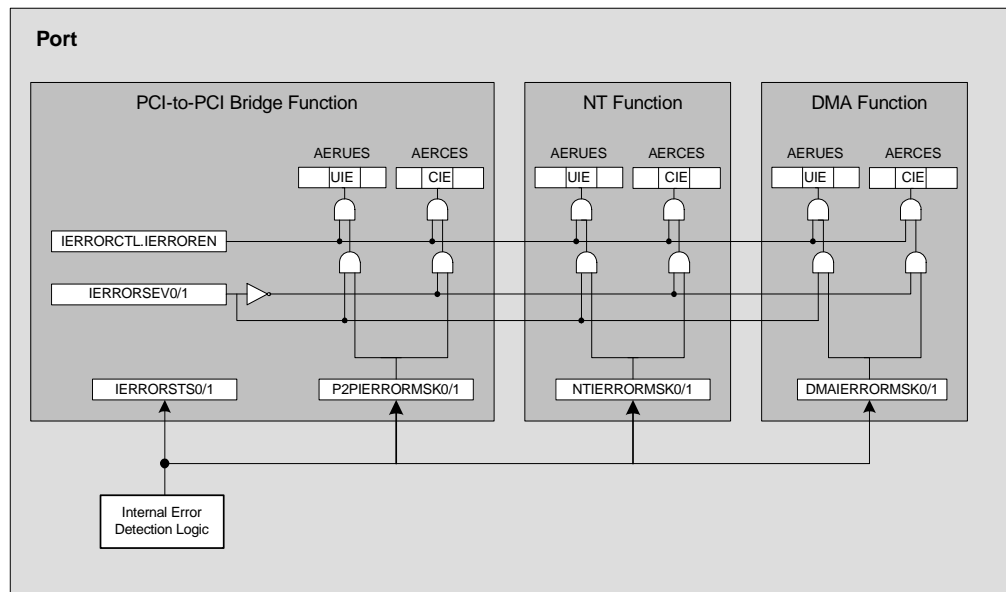 Port
PCI-to-PCI Bridge Function
AERUES
AERCES
UIE
CIE
IERRORCTL.IERROREN
IERRORSEV0/1
IERRORSTS0/1
P2PIERRORMSK0/1
NT Function
AERUES
AERCES
UIE
CIE
NTIERRORMSK0/1
DMA Function
AERUES
AERCES
UIE
CIE
DMAIERRORMSK0/1
Internal Error
Detection Logic